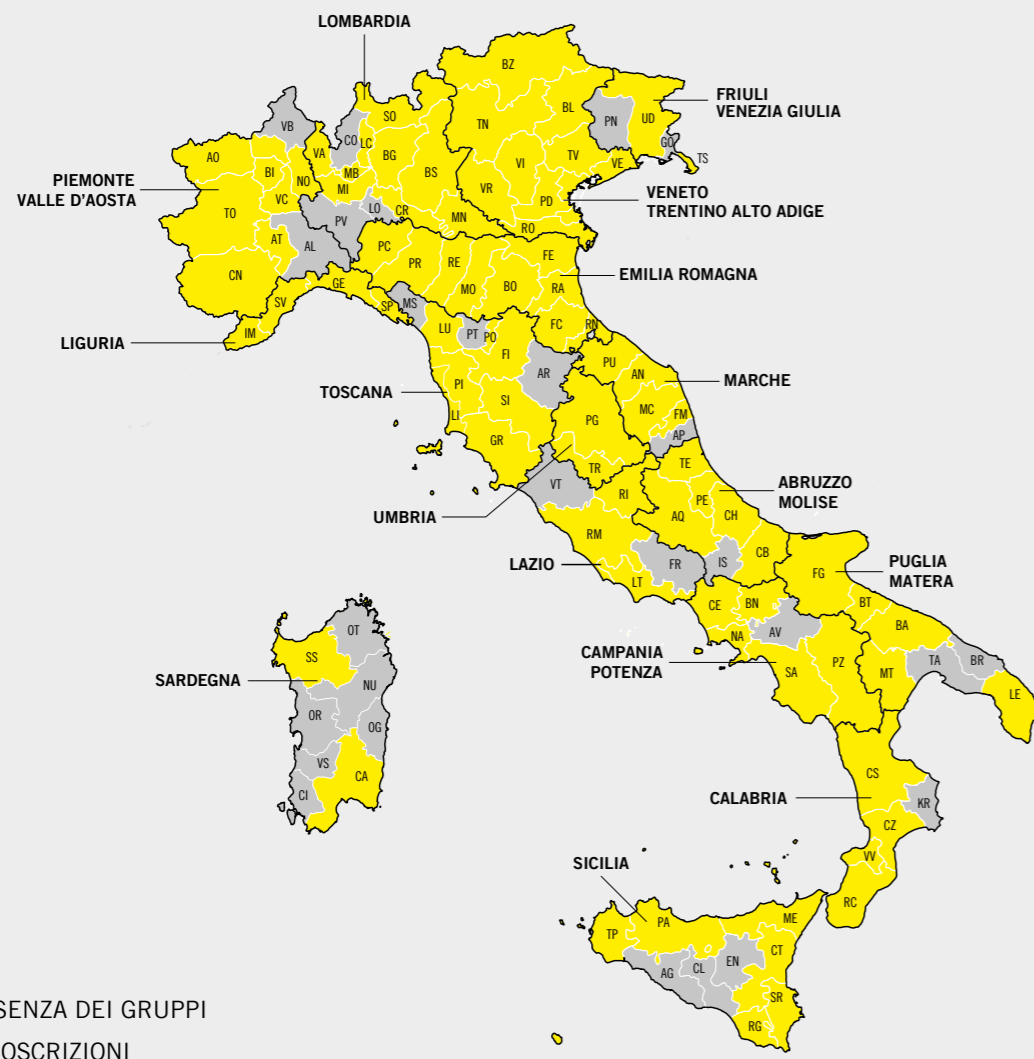 LOMBARDIA
BZ
FRIULI
VENEZIA GIULIA
BL
PN
UD
SO
VB
CO
LC
TN
GO
VA
BG
TV
VE
TS
AO
MB
VI
BI
NO
BS
PIEMONTE
VALLE D'AOSTA
MI
VR
VC
PD
VENETO
TRENTINO ALTO ADIGE
LO
CR
TO
PV
MN
RO
AT
AL
PC
FE
PR
RE
CN
EMILIA ROMAGNA
GE
MO
BO
RA
SV
SP
MS
IM
LU
PT
PO
FC
RN
LIGURIA
FI
PU
AR
AN
PI
MARCHE
TOSCANA
SI
MC
FM
LI
PG
AP
GR
TE
TR
VT
ABRUZZO
MOLISE
RI
PE
UMBRIA
AQ
CH
RM
CB
LAZIO
FR
IS
LT
FG
PUGLIA
MATERA
CE
BN
BT
BA
NA
AV
OT
CAMPANIA
POTENZA
SS
SA
PZ
MT
TA
BR
SARDEGNA
NU
LE
OR
OG
VS
CA
CS
CI
CALABRIA
KR
CZ
VV
SICILIA
RC
PA
ME
TP
CT
EN
AG
CL
SR
RG
SENZA DEI GRUPPI
OSCRIZIONI